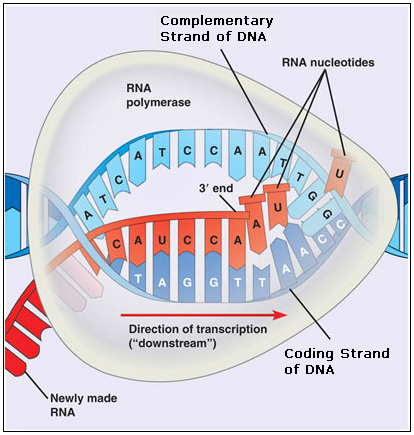 Complementary
Strand of DNA
RNA nucleotides
RNA
polymerase
A T C A T C C A A T T G G
U
3′ end
C A U C C A A U
T A G G T T A A C C
Direction of transcription
("downstream")
Coding Strand
of DNA
Newly made
RNA